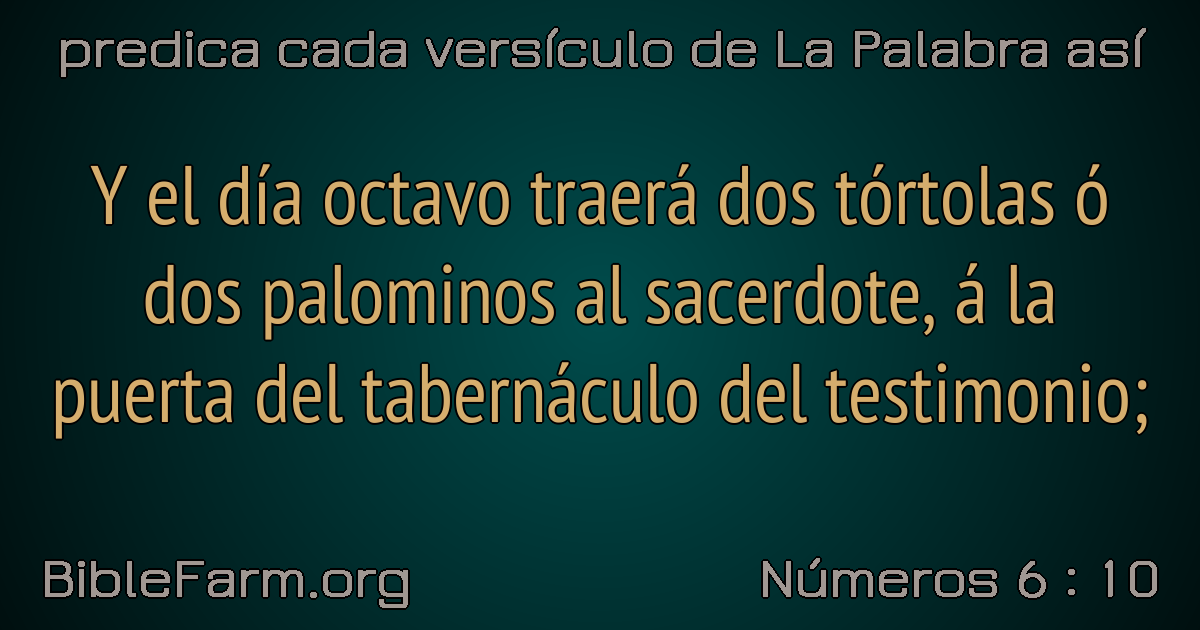 predica cada versículo de La Palabra así
Y el día octavo traerá dos tórtolas ó
dos palominos al sacerdote, á la
puerta del tabernáculo del testimonio;
BibleFarm.org
Números 6 : 10